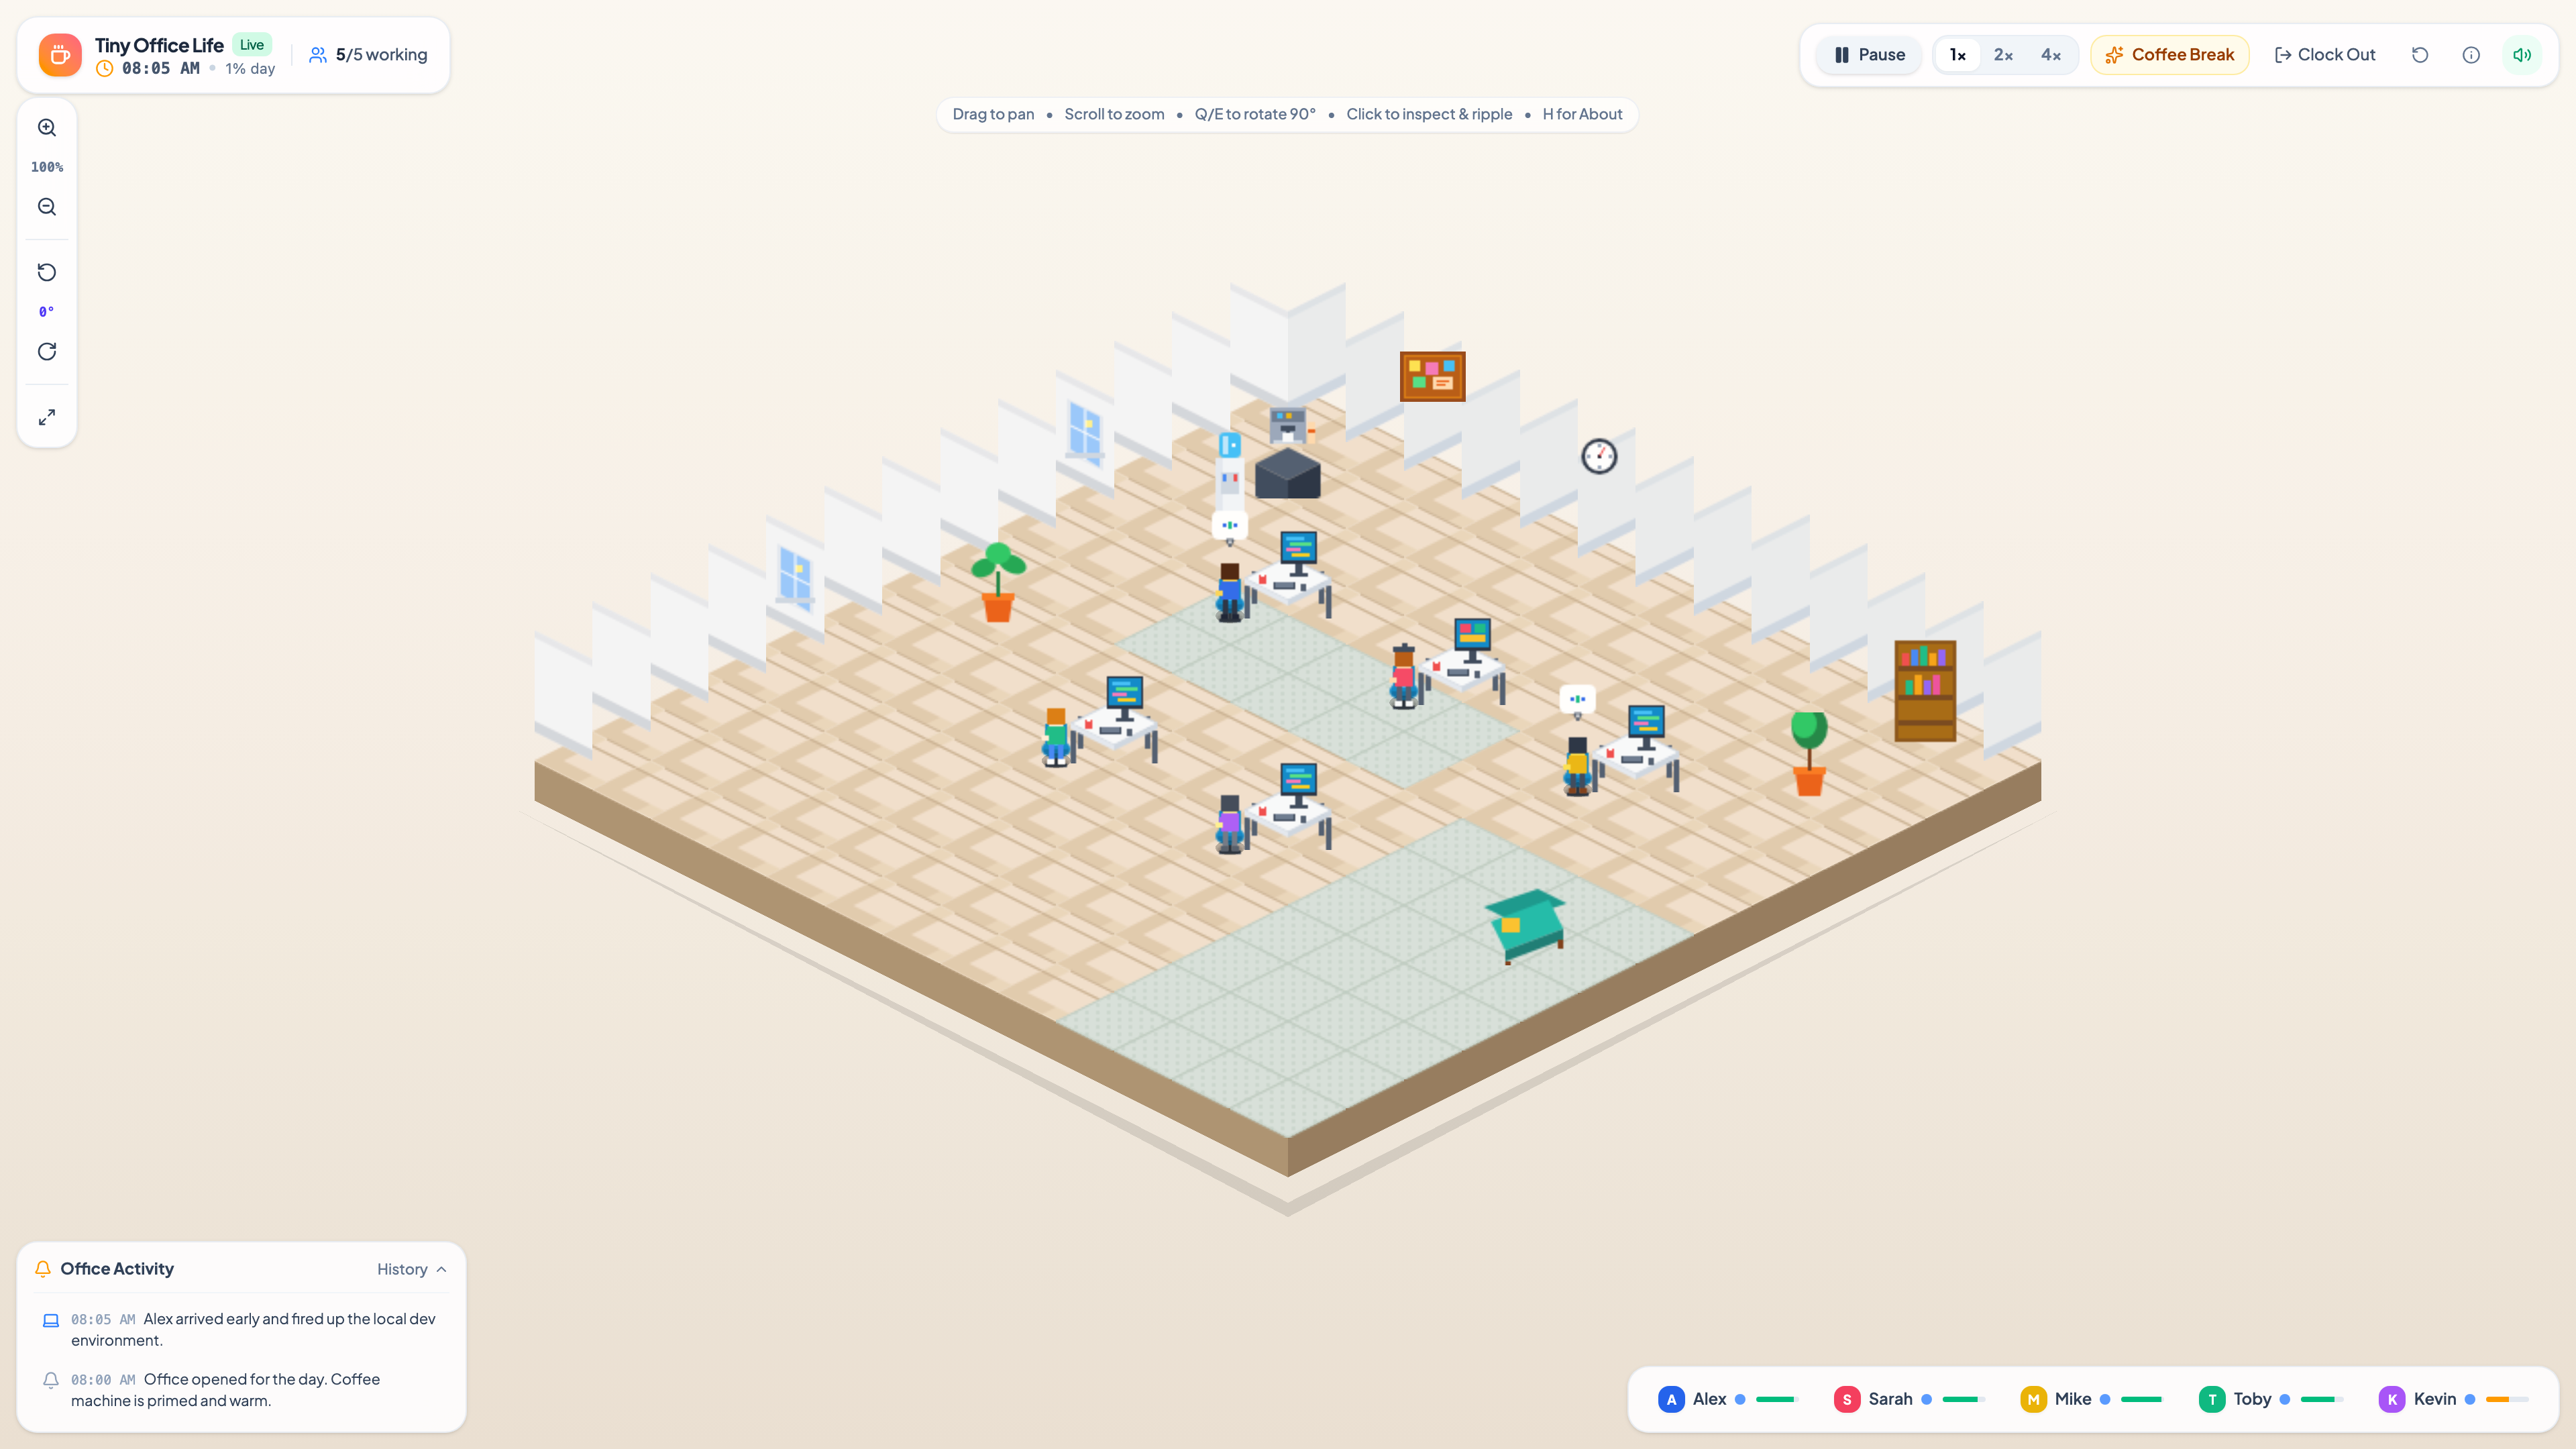 Tiny Office Life Live
08:05 AM • 1% day
5/5 working
Pause
1×
2×
4×
Coffee Break
Clock Out
Drag to pan • Scroll to zoom • Q/E to rotate 90° • Click to inspect & ripple • H for About
100%
0°
Office Activity
History
08:05 AM Alex arrived early and fired up the local dev
environment.
08:00 AM Office opened for the day. Coffee
machine is primed and warm.
A Alex
S Sarah
M Mike
T Toby
K Kevin